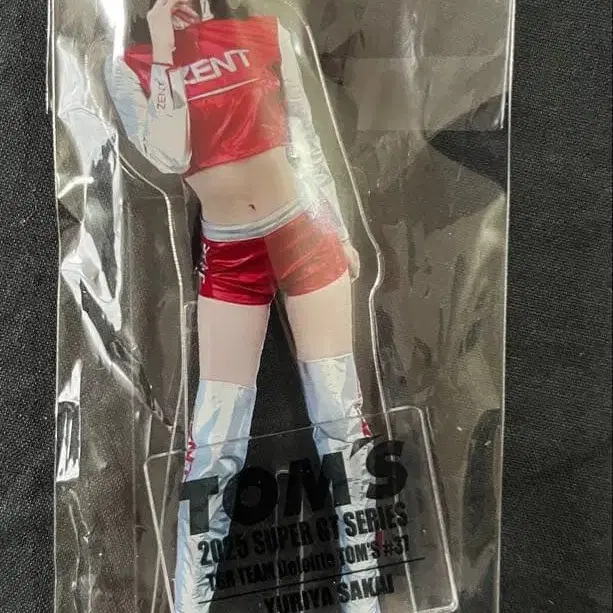 ZENT
ZENT
TOM'S
2025 SUPER GT SERIES
TGR TEAM Deloitte TOM'S #37
YURIYA SAKAI